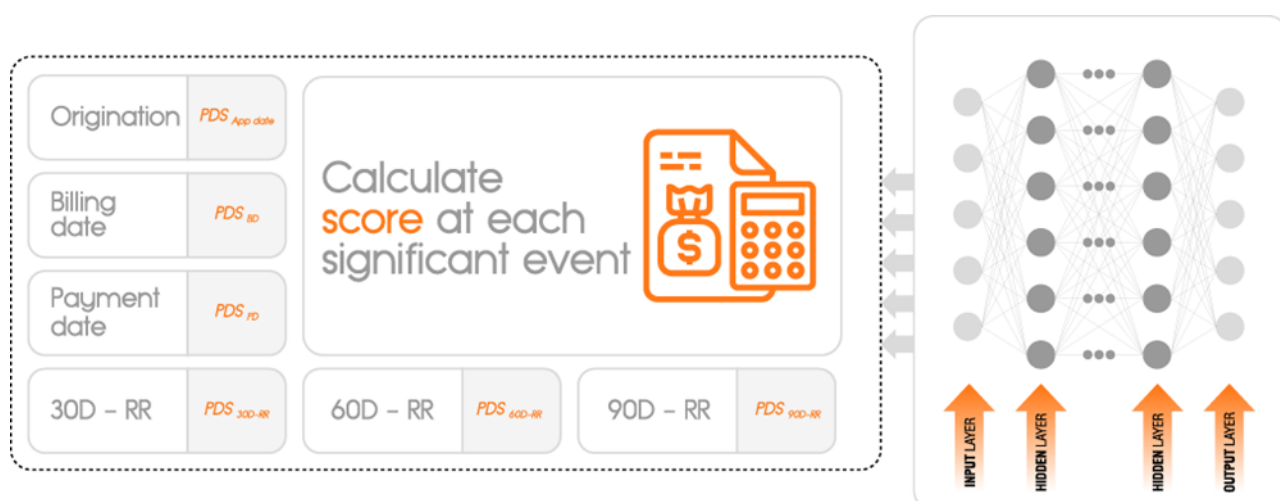 Origination
PDS App date
Billing
date
PDS BD
Payment
date
PDS PD
Calculate
score at each
significant event
$
30D – RR
PDS 30D-RR
60D – RR
PDS 60D-RR
90D – RR
PDS 90D-RR
INPUT LAYER
HIDDEN LAYER
HIDDEN LAYER
OUTPUT LAYER